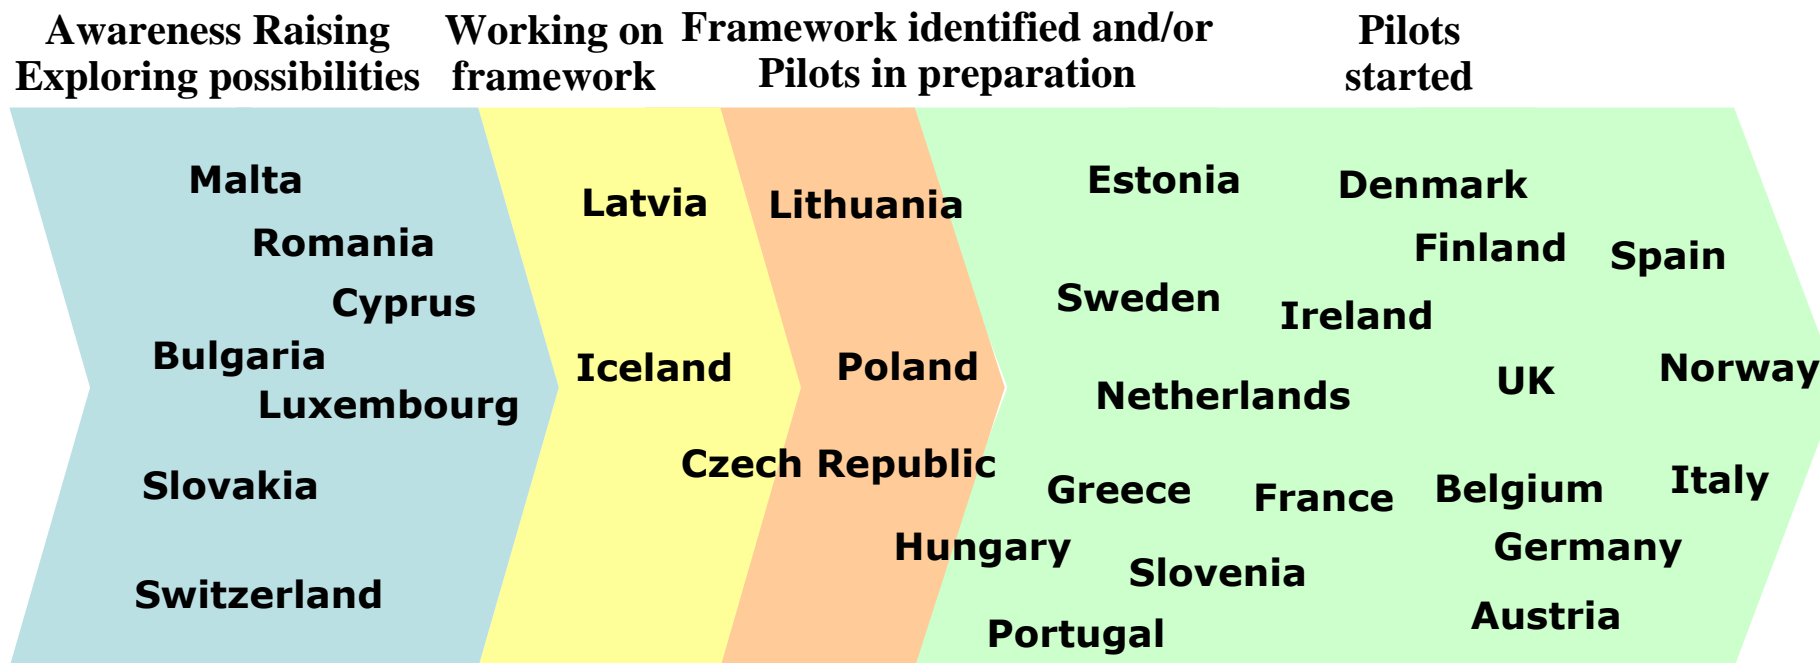 Awareness Raising
Exploring possibilities
Working on
framework
Framework identified and/or
Pilots in preparation
Pilots
started
Malta
Romania
Cyprus
Bulgaria
Luxembourg
Slovakia
Switzerland
Latvia
Iceland
Lithuania
Poland
Czech Republic
Hungary
Estonia
Denmark
Finland
Spain
Sweden
Ireland
Netherlands
UK
Norway
Greece
France
Belgium
Italy
Germany
Slovenia
Portugal
Austria